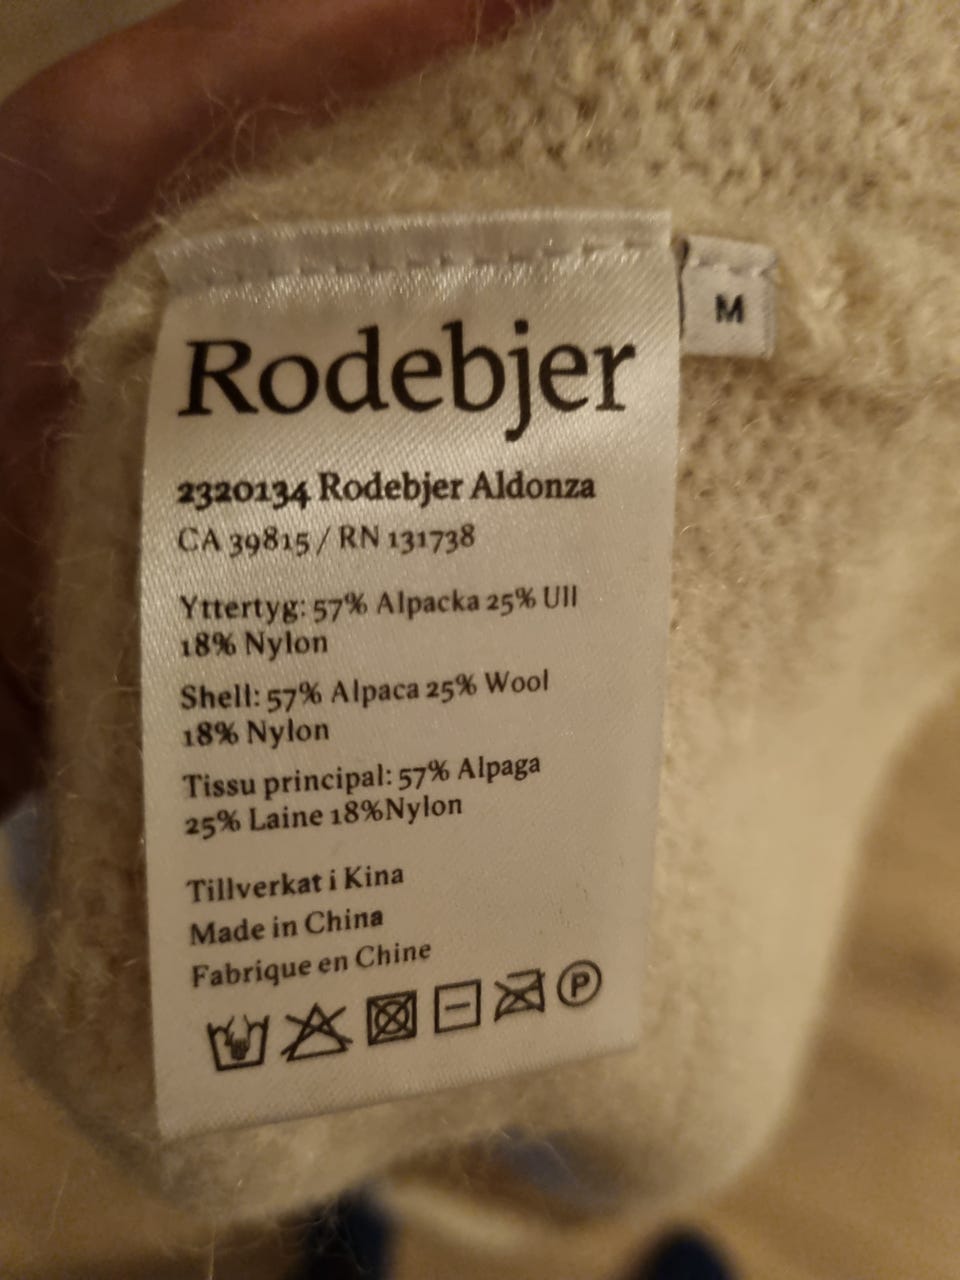 Rodebjer
M
2320134 Rodebjer Aldonza
CA 39815 / RN 131738
Yttertyg: 57% Alpacka 25% Ull
18% Nylon
Shell: 57% Alpaca 25% Wool
18% Nylon
Tissu principal: 57% Alpaga
25% Laine 18%Nylon
Tillverkat i Kina
Made in China
Fabrique en Chine
P